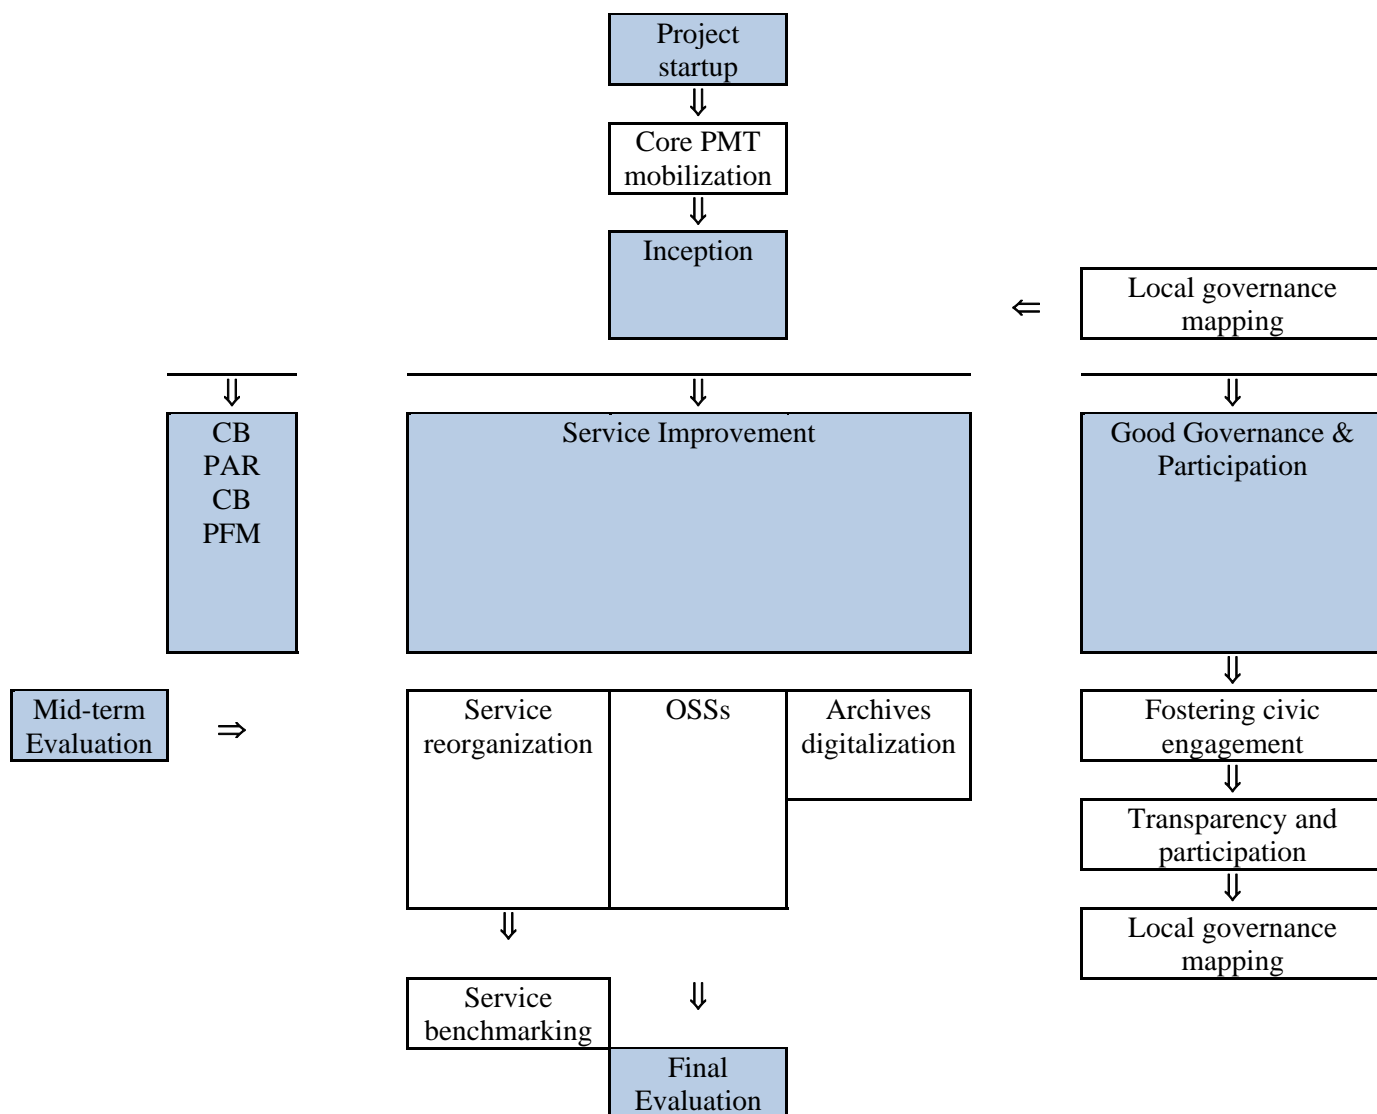 Project
startup
⇓
Core PMT
mobilization
⇓
Inception
⇐
Local governance
mapping
⇓
⇓
⇓
CB
PAR
CB
PFM
Service Improvement
Good Governance &
Participation
⇓
Mid-term
Evaluation
⇒
Service
reorganization
OSSs
Archives
digitalization
Fostering civic
engagement
⇓
Transparency and
participation
⇓
Local governance
mapping
⇓
Service
benchmarking
⇓
Final
Evaluation